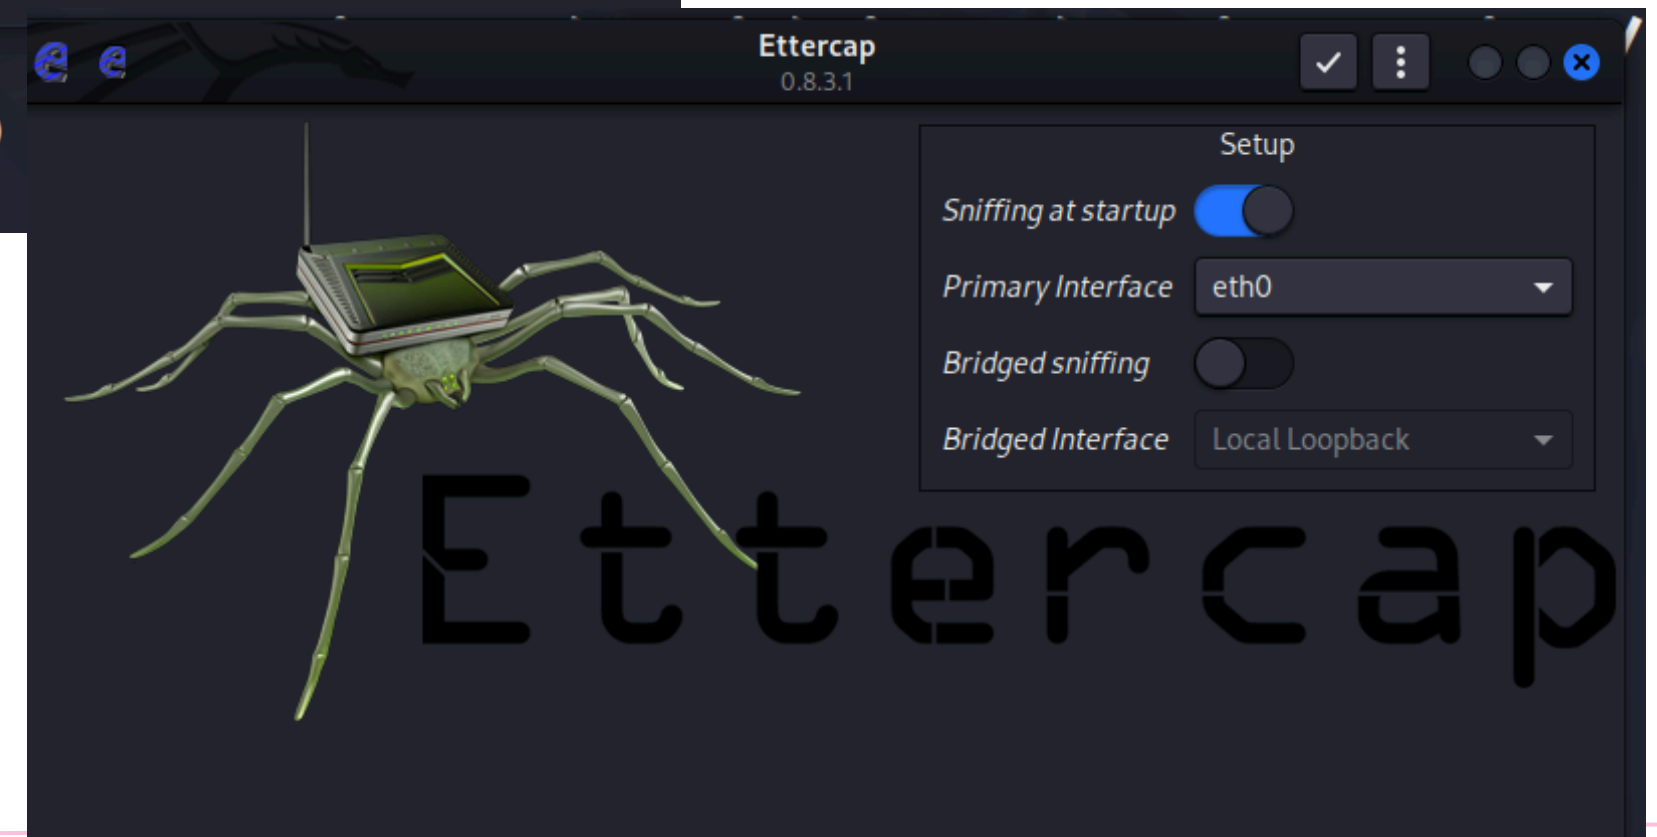 Ettercap
0.8.3.1
Setup
Sniffing at startup
Primary Interface eth0
Bridged sniffing
Bridged Interface Local Loopback
Ettercap